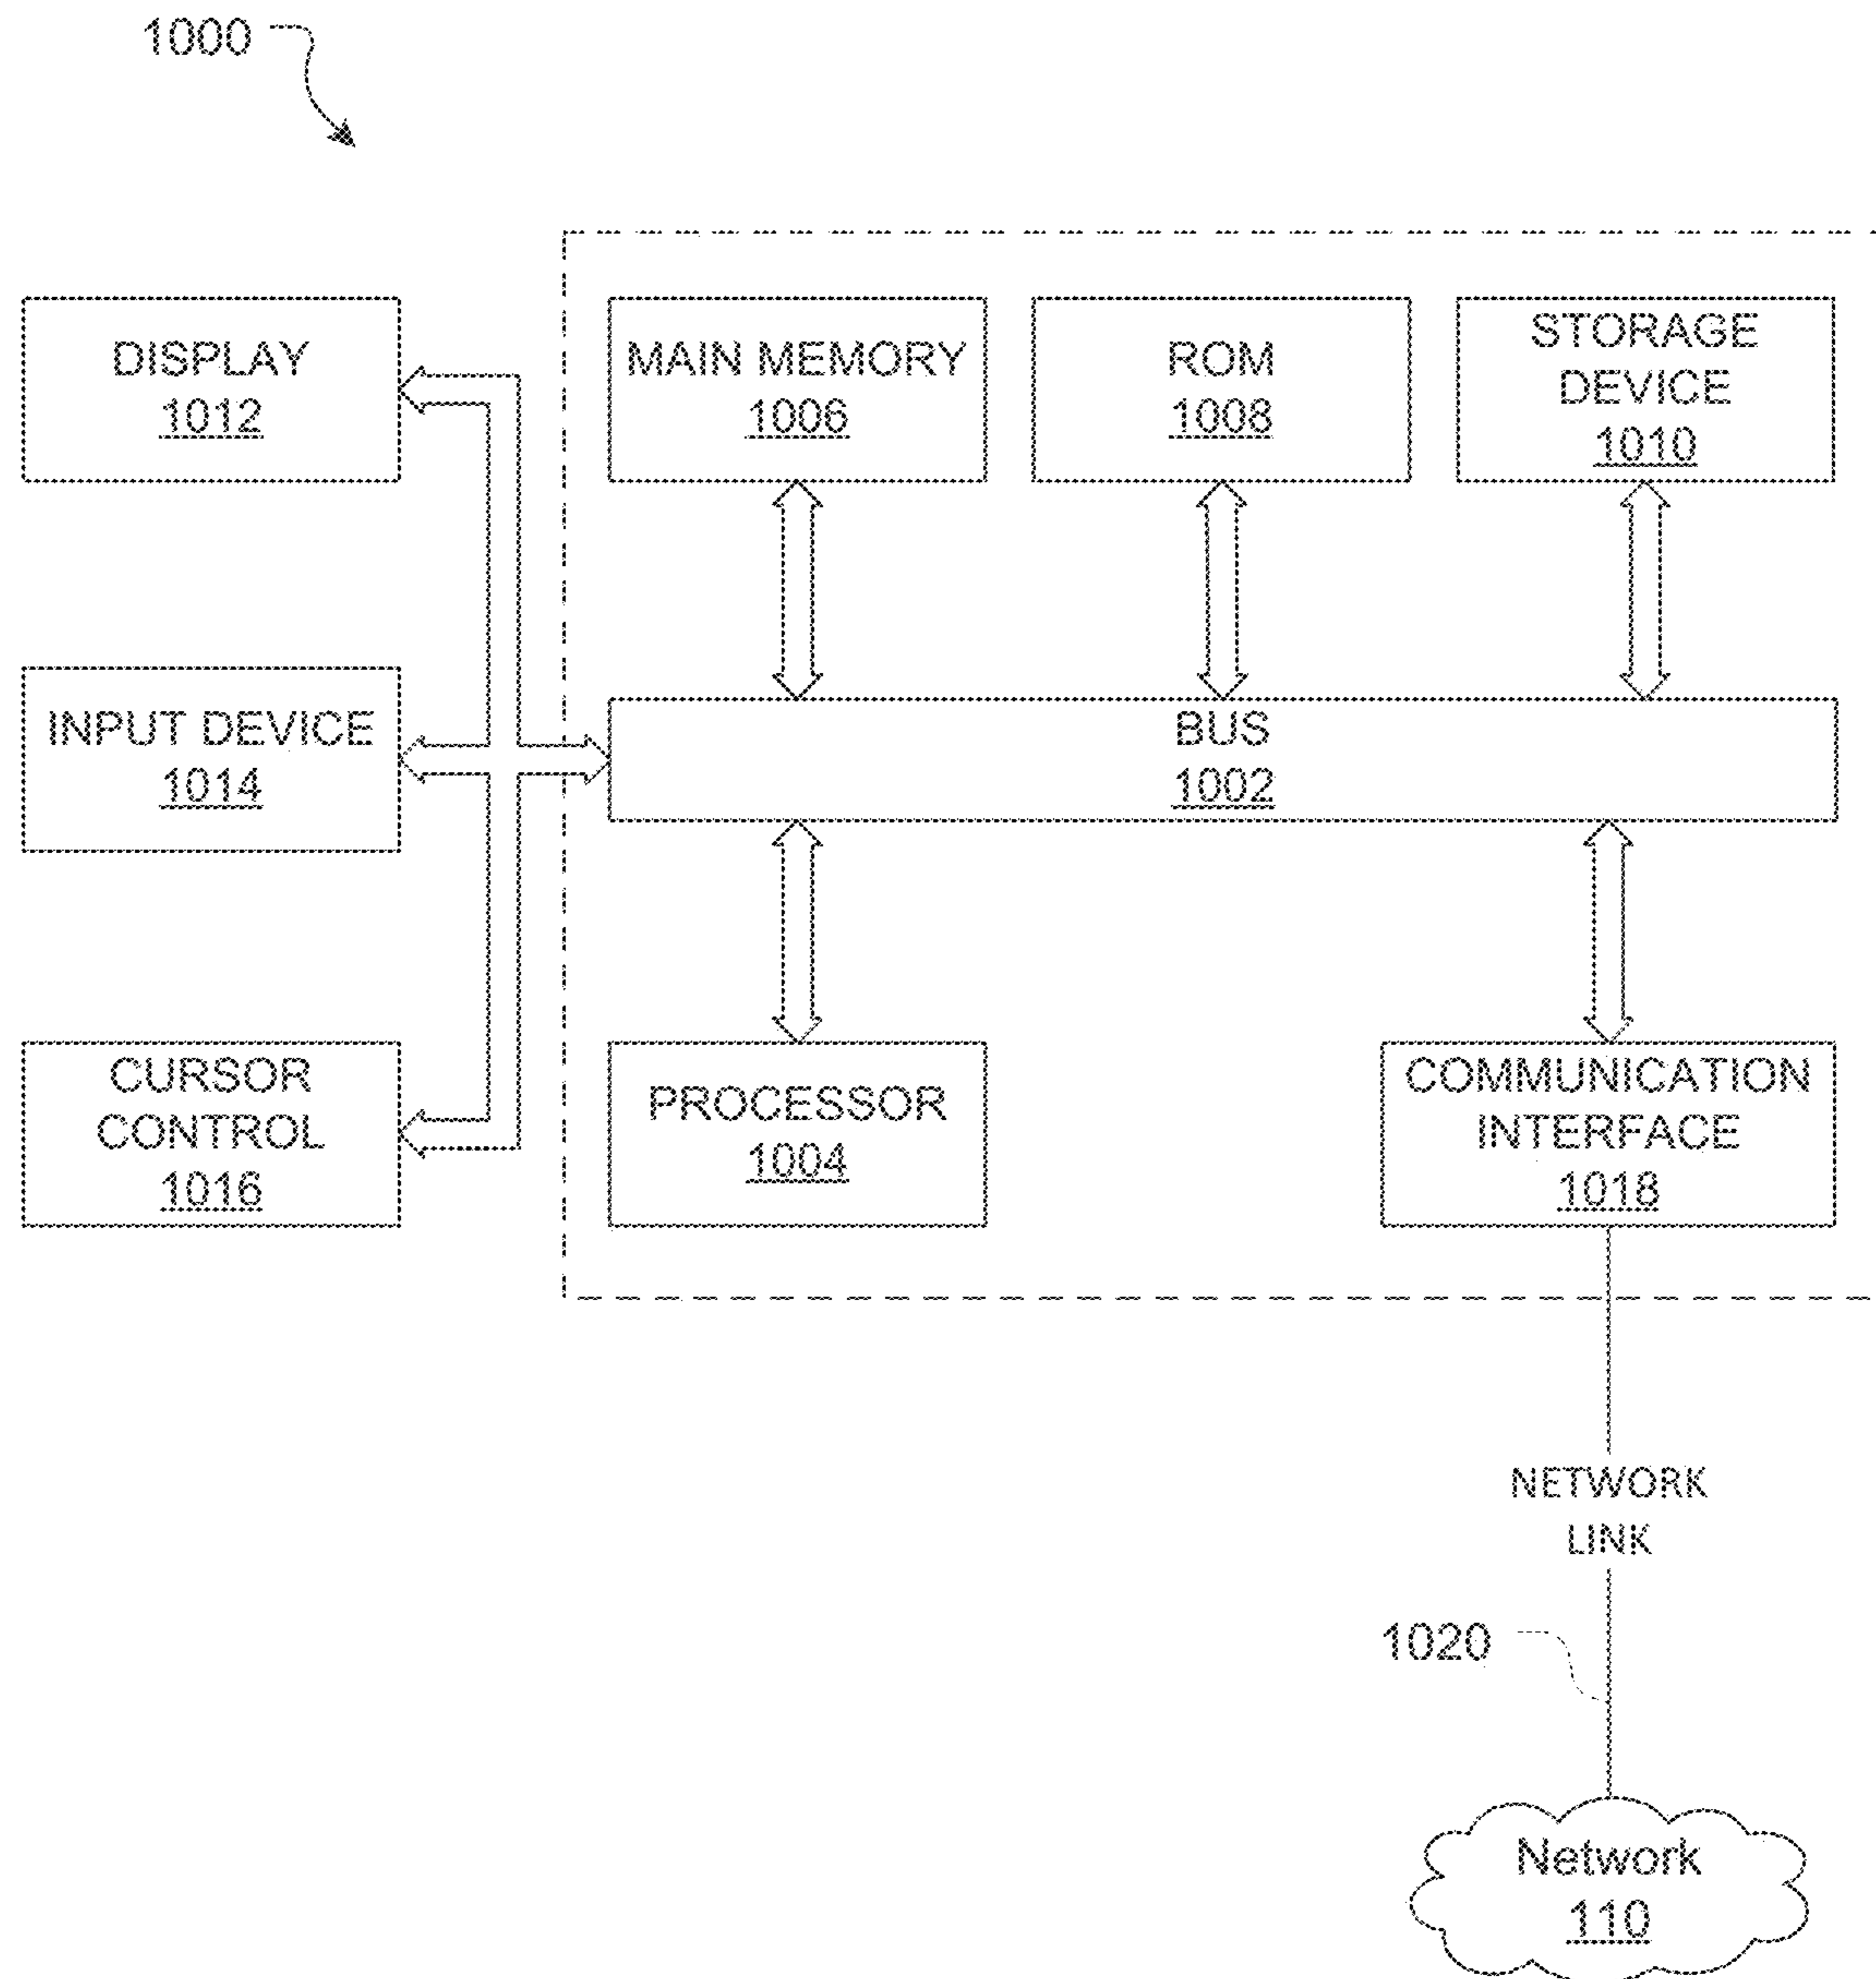 1000
DISPLAY
1012
MAIN MEMORY
1006
ROM
1008
STORAGE
DEVICE
1010
INPUT DEVICE
1014
BUS
1002
CURSOR
CONTROL
1016
PROCESSOR
1004
COMMUNICATION
INTERFACE
1018
NETWORK
LINK
1020
Network
110